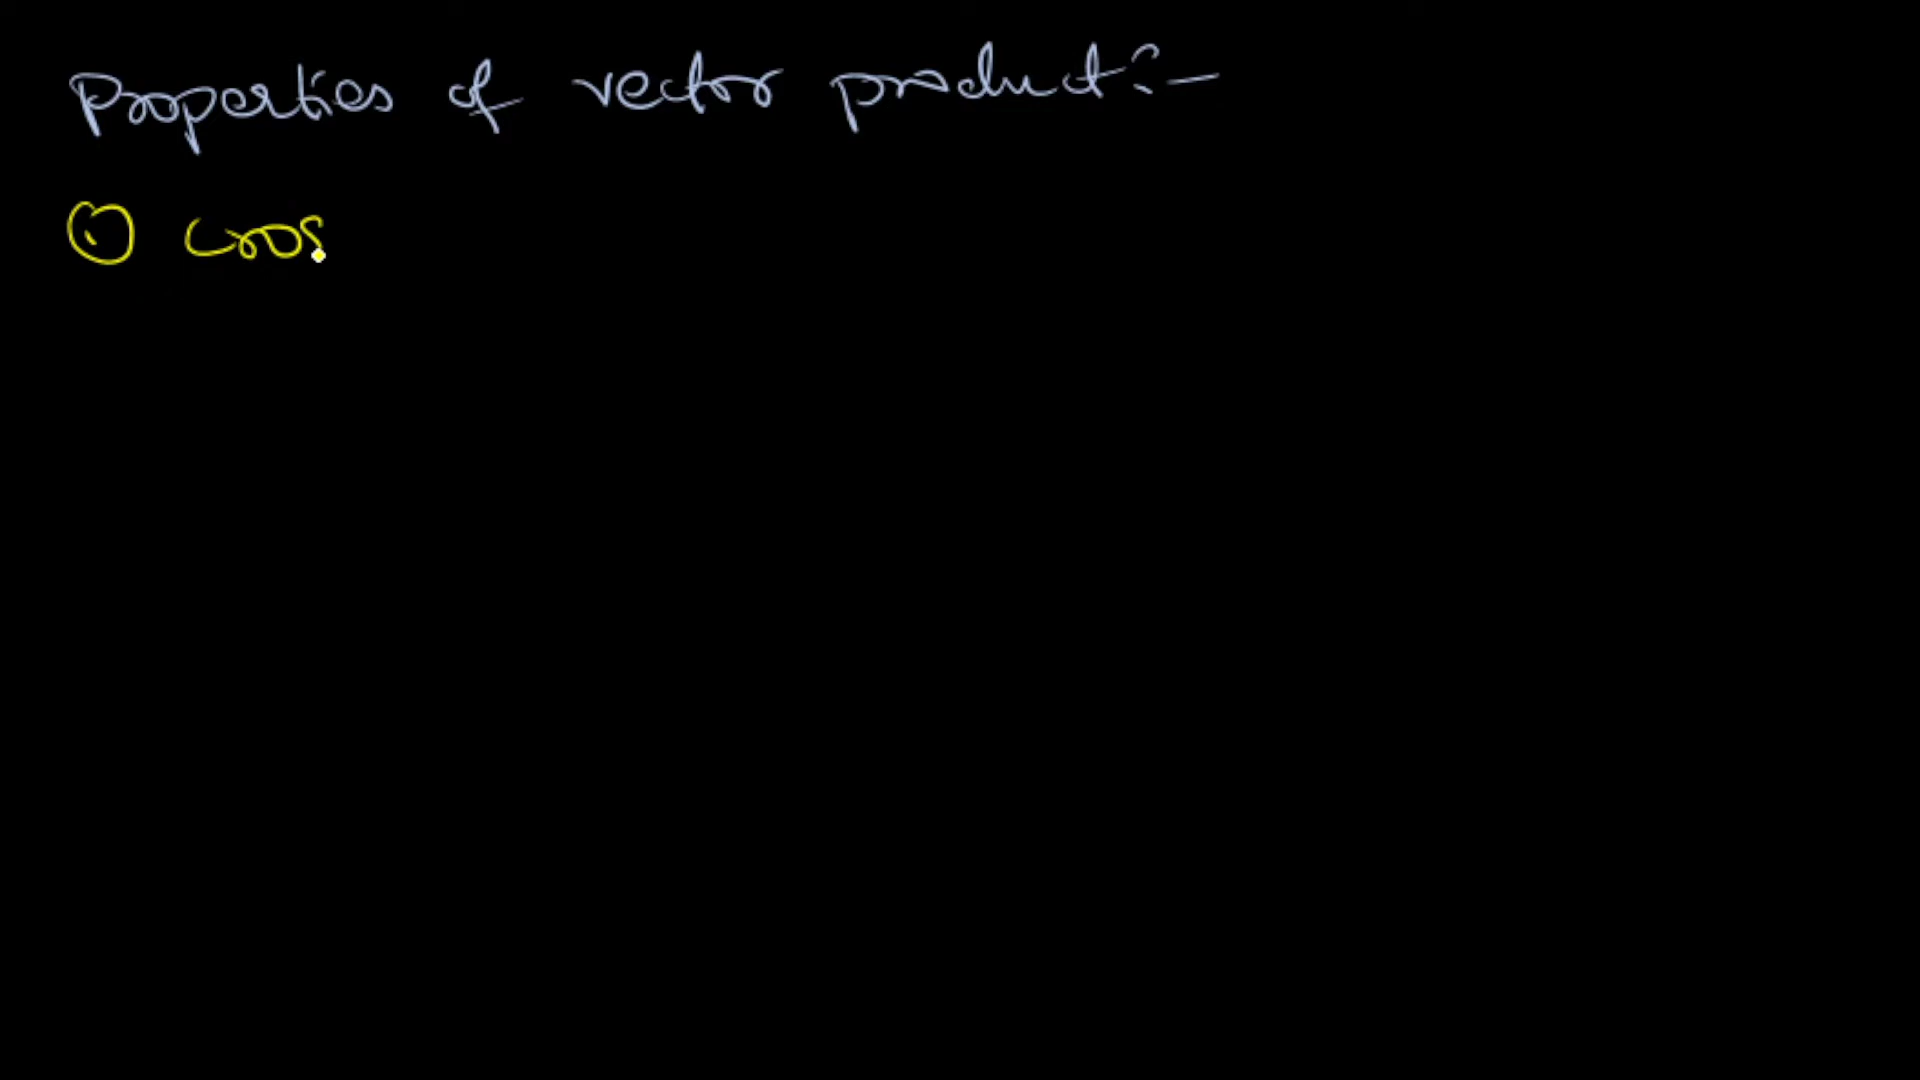 Properties of vector product:-
① cros